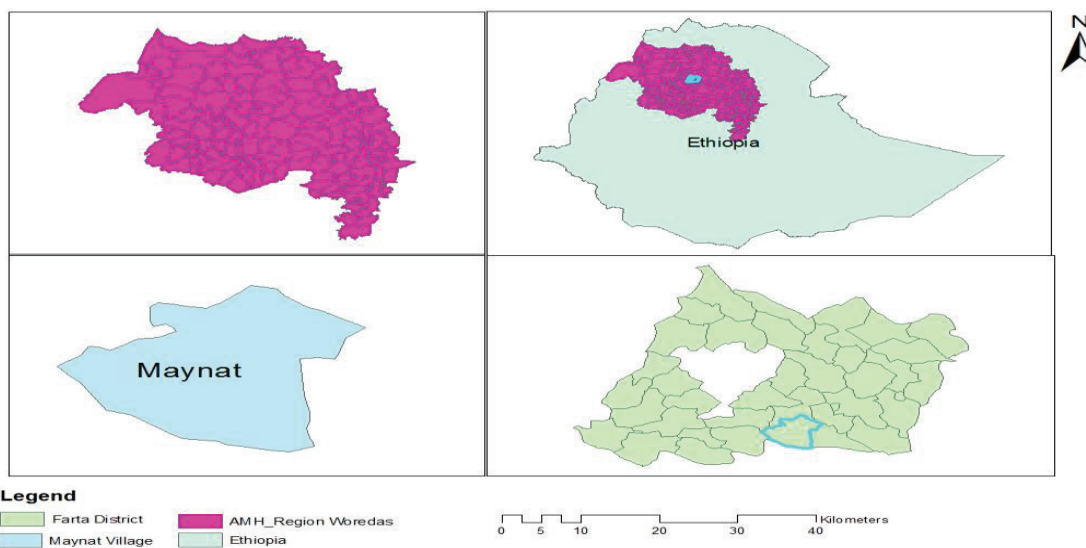 N
Ethiopia
Maynat
Legend
Farta District
AMH_Region Woredas
Maynat Village
Ethiopia
Kilometers
0 5 10 20 30 40